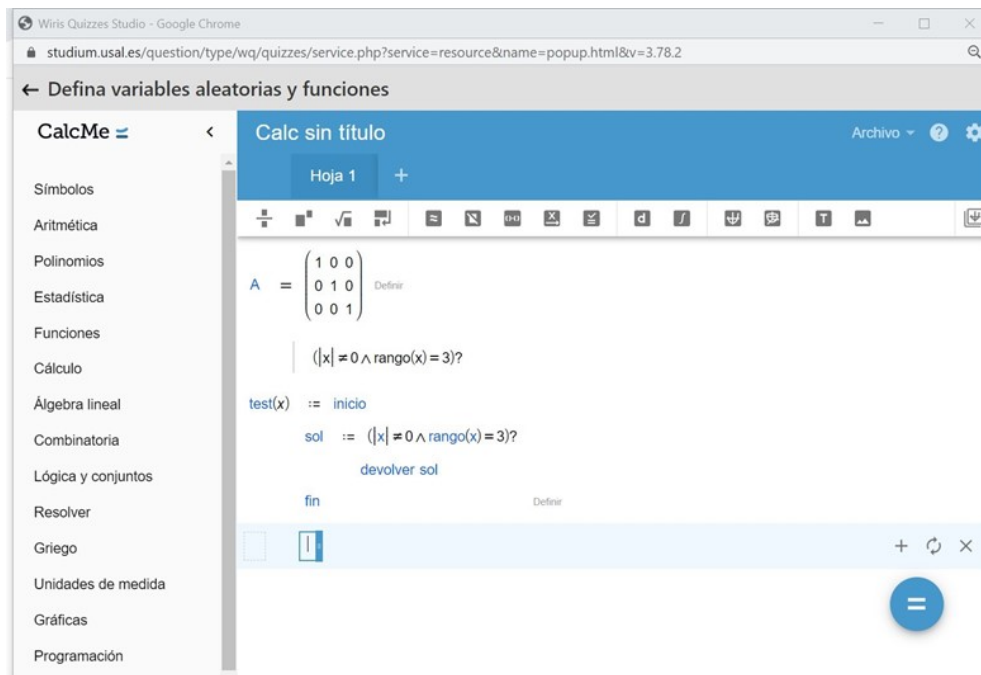 Wiris Quizzes Studio - Google Chrome
studium.usal.es/question/type/wq/quizzes/service.php?service=resource&name=popup.html&v=3.78.2
← Defina variables aleatorias y funciones
CalcMe
Calc sin título
Archivo
Hoja 1 +
Símbolos
Aritmética
Polinomios
Estadística
Funciones
Cálculo
Álgebra lineal
Combinatoria
Lógica y conjuntos
Resolver
Griego
Unidades de medida
Gráficas
Programación
1 0 0
A = 0 1 0 Definir
0 0 1
(|x| ≠ 0 ∧ rango(x) = 3)?
test(x) := inicio
sol := (|x| ≠ 0 ∧ rango(x) = 3)?
devolver sol
fin Definir